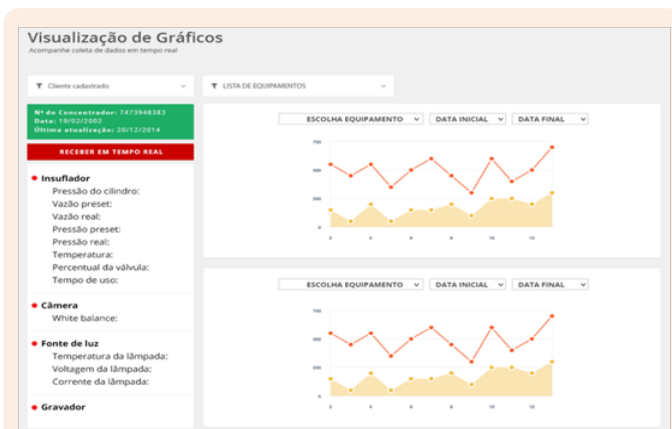 Visualização de Gráficos
Acompanhe coleta de dados em tempo real
Cliente cadastrado
LISTA DE EQUIPAMENTOS
Nº do Concentrador: 7473948383
Data: 19/02/2002
Última atualização: 20/12/2014
RECEBER EM TEMPO REAL
Insuflador
Pressão do cilindro:
Vazão preset:
Vazão real:
Pressão preset:
Pressão real:
Temperatura:
Percentual da válvula:
Tempo de uso:
Câmera
White balance:
Fonte de luz
Temperatura da lâmpada:
Voltagem da lâmpada:
Corrente da lâmpada:
Gravador
ESCOLHA EQUIPAMENTO DATA INICIAL DATA FINAL
ESCOLHA EQUIPAMENTO DATA INICIAL DATA FINAL